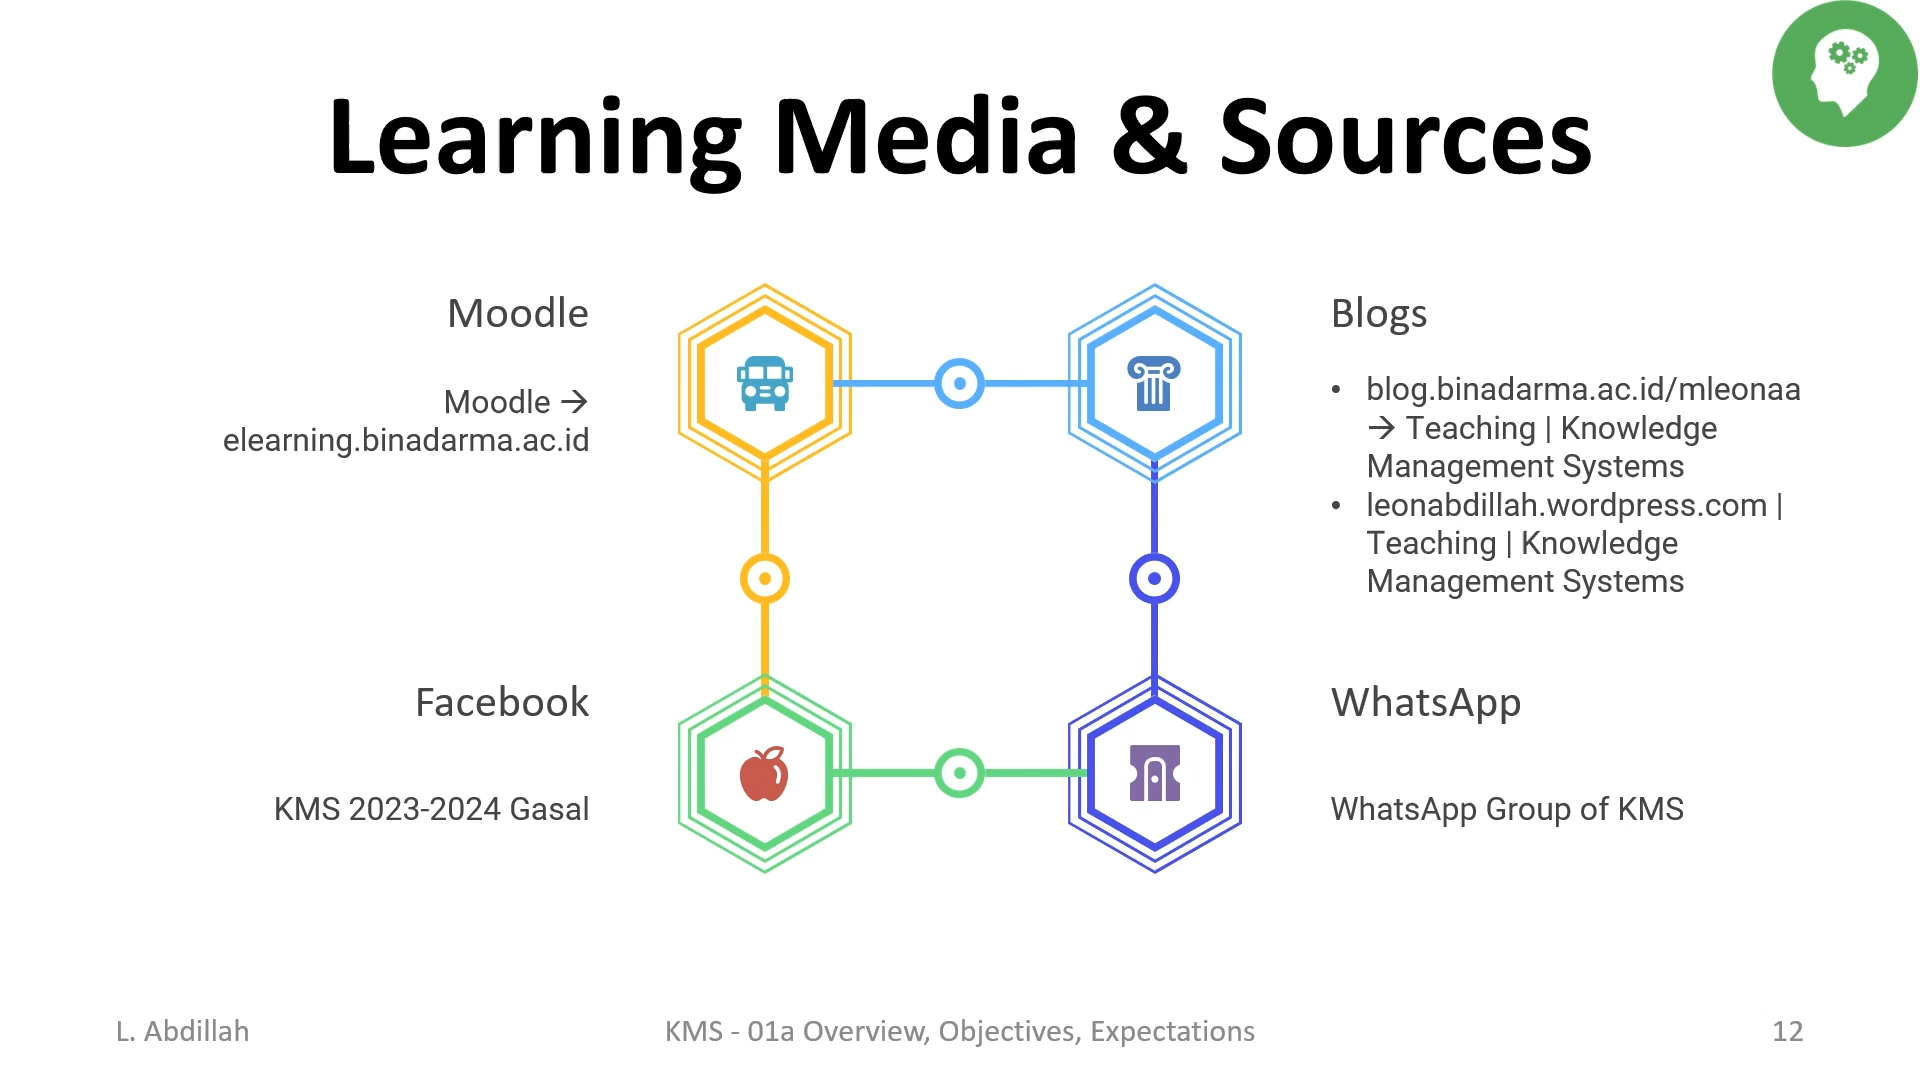 Learning Media & Sources
Moodle
Moodle →
elearning.binadarma.ac.id
Blogs
• blog.binadarma.ac.id/mleonaa
→ Teaching | Knowledge
Management Systems
• leonabdillah.wordpress.com |
Teaching | Knowledge
Management Systems
Facebook
KMS 2023-2024 Gasal
WhatsApp
WhatsApp Group of KMS
L. Abdillah
KMS - 01a Overview, Objectives, Expectations
12